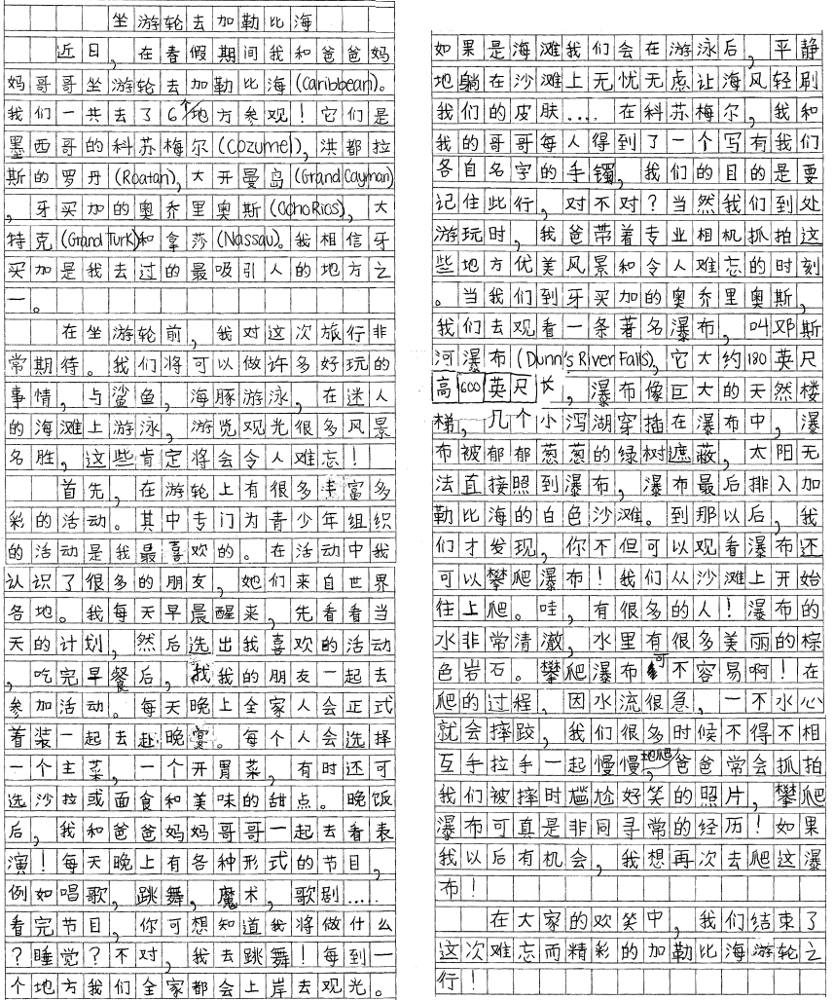 坐游轮去加勒比海
近日，在春假期间我和爸爸妈
妈哥哥坐游轮去加勒比海(Caribbean)。
我们一共去了6个地方参观！它们是
墨西哥的科苏梅尔(Cozumel)，洪都拉
斯的罗丹(Roatan)，大开曼岛(Grand Cayman)
，牙买加的奥乔里奥斯(Ocho Rios)，大
特克(Grand Turk)和拿莎(Nassau)。我相信牙
买加是我去过的最吸引人的地方之
一。
在坐游轮前，我对这次旅行非
常期待。我们将可以做许多好玩的
事情，与鲨鱼，海豚游泳，在迷人
的海滩上游泳，游览观光很多风景
名胜，这些肯定将会令人难忘！
首先，在游轮上有很多丰富多
彩的活动。其中专门为青少年组织
的活动是我最喜欢的。在活动中我
认识了很多的朋友，她们来自世界
各地。我每天早晨醒来，先看看当
天的计划，然后选出我喜欢的活动
，吃完早餐后，找我的朋友一起去
参加活动。每天晚上全家人会正式
着装一起去赴晚宴。每个人会选择
一个主菜，一个开胃菜，有时还可
选沙拉或面食和美味的甜点。晚饭
后，我和爸爸妈妈哥哥一起去看表
演！每天晚上有各种形式的节目，
例如唱歌，跳舞，魔术，歌剧……
看完节目，你可想知道我将做什么
？睡觉？不对，我去跳舞！每到一
个地方我们全家都会上岸去观光。
如果是海滩我们会在游泳后，平静
地躺在沙滩上无忧无虑让海风轻刷
我们的皮肤…. 在科苏梅尔，我和
我的哥哥每人得到了一个写有我们
各自名字的手镯，我们的目的是要
记住此行，对不对？当然我们到处
游玩时，我爸带着专业相机抓拍这
些地方优美风景和令人难忘的时刻
。当我们到牙买加的奥乔里奥斯，
我们去观看一条著名瀑布，叫邓斯
河瀑布(Dunn's River Falls)，它大约180英尺
高600英尺长，瀑布像巨大的天然楼
梯，几个小泻湖穿插在瀑布中，瀑
布被郁郁葱葱的绿树遮蔽，太阳无
法直接照到瀑布，瀑布最后排入加
勒比海的白色沙滩。到那以后，我
们才发现，你不但可以观看瀑布还
可以攀爬瀑布！我们从沙滩上开始
往上爬。哇，有很多的人！瀑布的
水非常清澈，水里有很多美丽的棕
色岩石。攀爬瀑布可不容易啊！在
爬的过程，因水流很急，一不水心
就会摔跤，我们很多时候不得不相
互手拉手一起慢慢地爬，爸爸常会抓拍
我们被摔时尴尬好笑的照片，攀爬
瀑布可真是非同寻常的经历！如果
我以后有机会，我想再次去爬这瀑
布！
在大家的欢笑中，我们结束了
这次难忘而精彩的加勒比海游轮之
行！